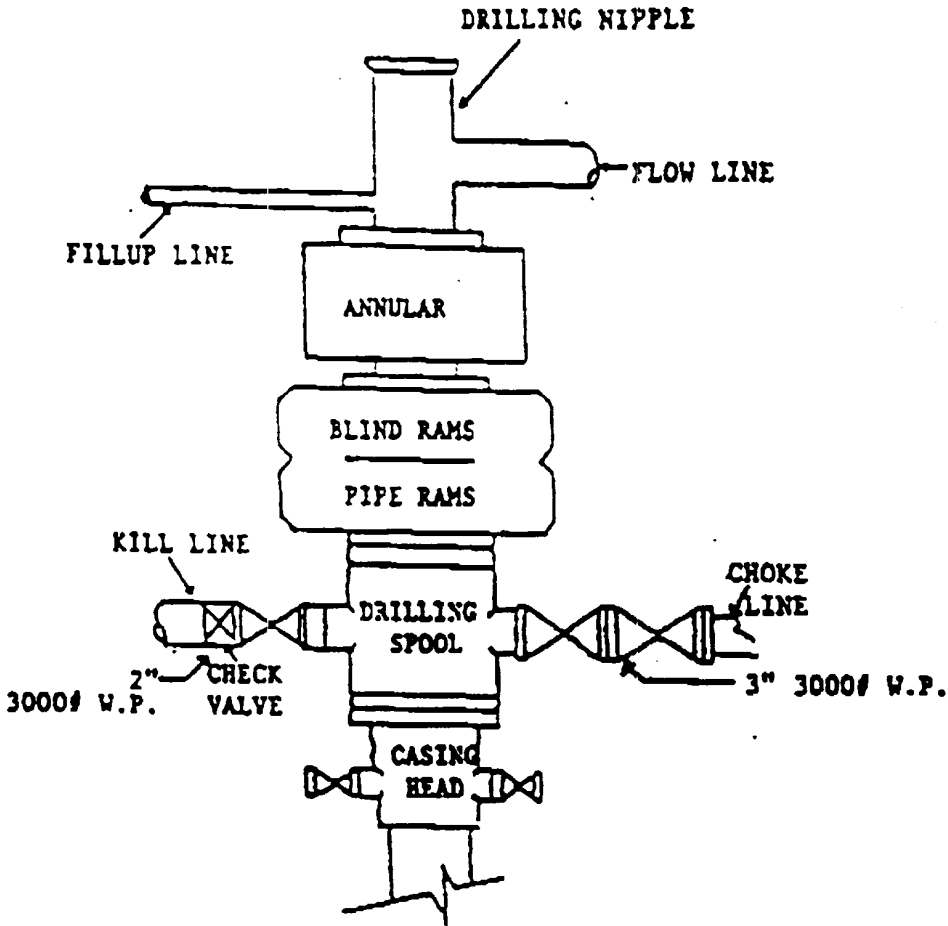 DRILLING NIPPLE
FLOW LINE
FILLUP LINE
ANNULAR
BLIND RAMS
PIPE RAMS
KILL LINE
CHOKE
LINE
DRILLING
SPOOL
2"
3000# W.P.
CHECK
VALVE
3" 3000# W.P.
CASING
HEAD